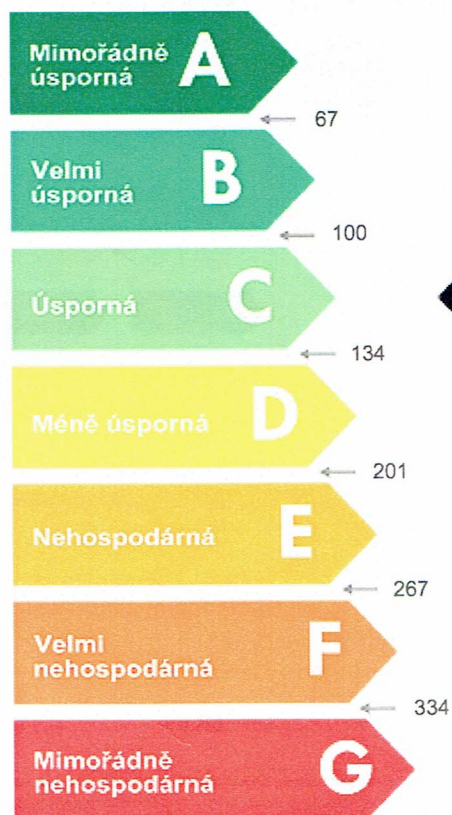 Mimořádně
úsporná A
67
Velmi
úsporná B
100
Úsporná C
134
Méně úsporná D
201
Nehospodárná E
267
Velmi
nehospodárná F
334
Mimořádně
nehospodárná G